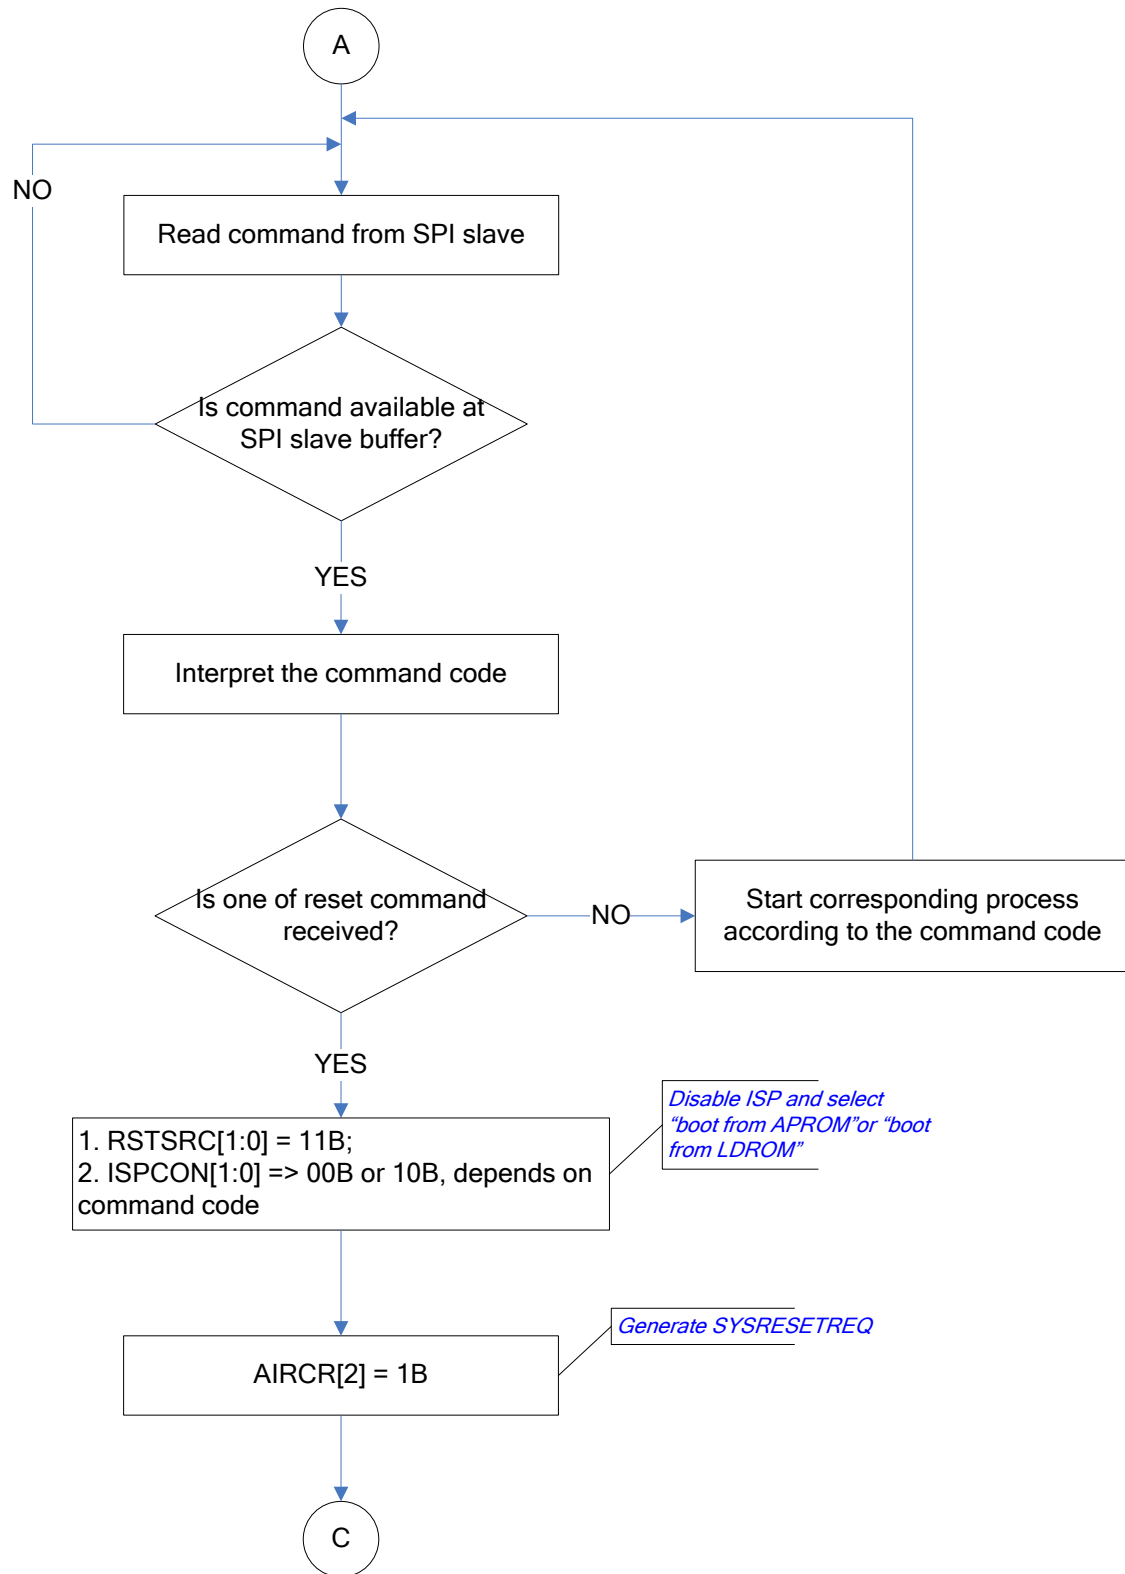 A
NO
Read command from SPI slave
Is command available at
SPI slave buffer?
YES
Interpret the command code
Is one of reset command
received?
NO
Start corresponding process
according to the command code
YES
1. RSTSRC[1:0] = 11B;
2. ISPCON[1:0] => 00B or 10B, depends on
command code
Disable ISP and select
“boot from APROM”or “boot
from LDROM”
AIRCR[2] = 1B
Generate SYSRESETREQ
C